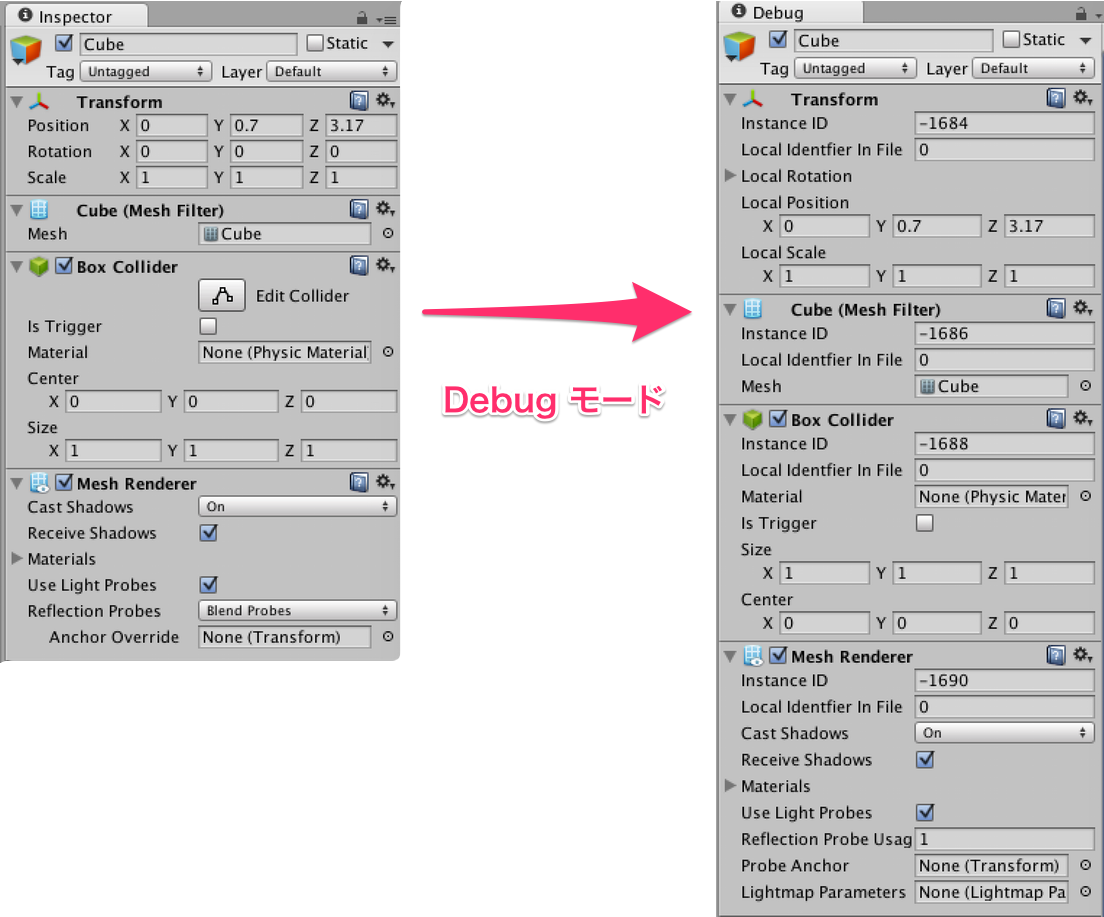 Inspector
Cube
Static
Tag Untagged Layer Default
Transform
Position X 0 Y 0.7 Z 3.17
Rotation X 0 Y 0 Z 0
Scale X 1 Y 1 Z 1
Cube (Mesh Filter)
Mesh Cube
Box Collider
Edit Collider
Is Trigger
Material None (Physic Material)
Center
X 0 Y 0 Z 0
Size
X 1 Y 1 Z 1
Mesh Renderer
Cast Shadows On
Receive Shadows
Materials
Use Light Probes
Reflection Probes Blend Probes
Anchor Override None (Transform)
Debug モード
Debug
Cube
Static
Tag Untagged Layer Default
Transform
Instance ID -1684
Local Identfier In File 0
Local Rotation
Local Position
X 0 Y 0.7 Z 3.17
Local Scale
X 1 Y 1 Z 1
Cube (Mesh Filter)
Instance ID -1686
Local Identfier In File 0
Mesh Cube
Box Collider
Instance ID -1688
Local Identfier In File 0
Material None (Physic Mater
Is Trigger
Size
X 1 Y 1 Z 1
Center
X 0 Y 0 Z 0
Mesh Renderer
Instance ID -1690
Local Identfier In File 0
Cast Shadows On
Receive Shadows
Materials
Use Light Probes
Reflection Probe Usag 1
Probe Anchor None (Transform)
Lightmap Parameters None (Lightmap Pa